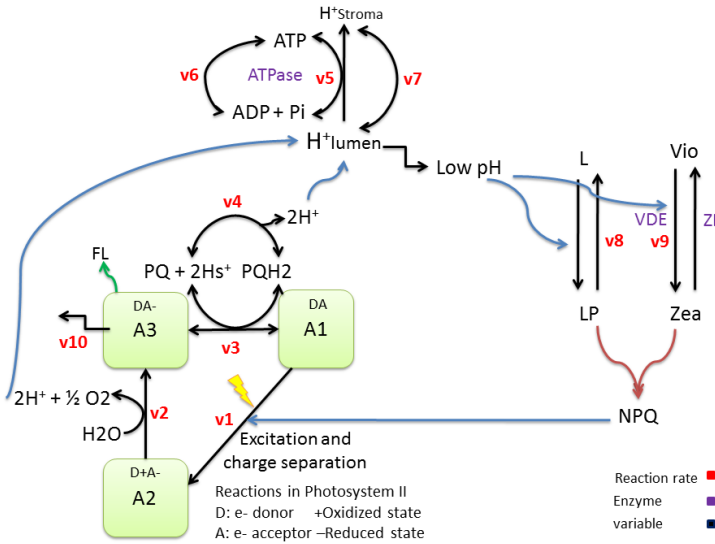 H+Stroma
ATP
v6
ATPase
v5
v7
ADP + Pi
H+lumen
Low pH
L
Vio
v4
2H+
VDE
v8
v9
FL
PQ + 2Hs+
PQH2
DA-
A3
DA
A1
LP
Zea
v10
v3
2H+ + ½ O2
v2
H2O
v1
NPQ
Excitation and
charge separation
D+A-
A2
Reactions in Photosystem II
D: e- donor +Oxidized state
A: e- acceptor –Reduced state
Reaction rate
Enzyme
variable